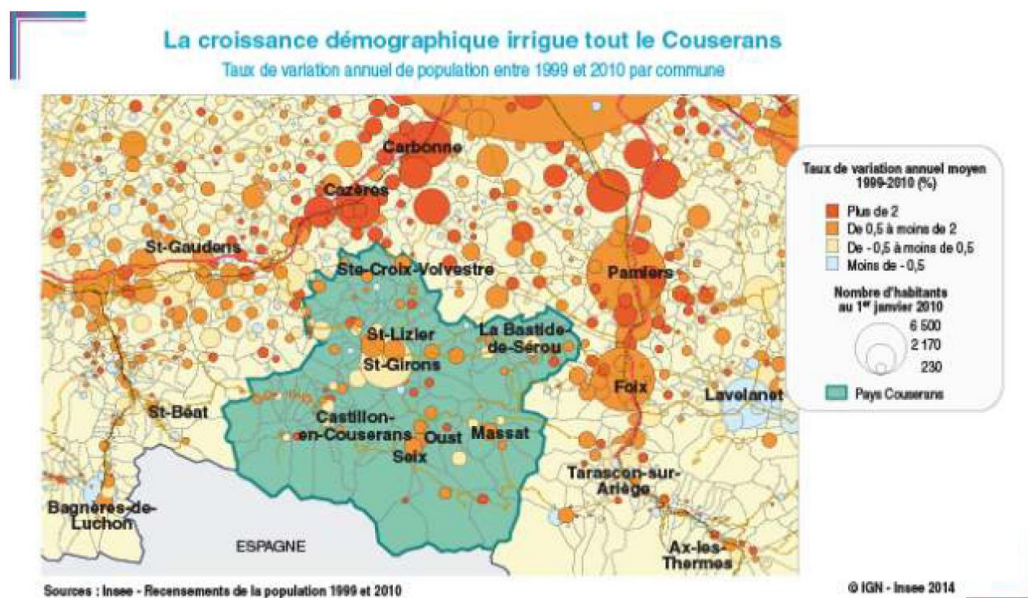 La croissance démographique irrigue tout le Couserans
Taux de variation annuel de population entre 1999 et 2010 par commune
Carbonne
Cazères
St-Gaudens
Ste-Croix-Volvestre
Pamiers
St-Lizier
La Bastide-
de-Sérou
St-Girons
Foix
Lavelanet
St-Béat
Castillon-
en-Couserans
Oust
Massat
Seix
Tarascon-sur-
Ariège
Bagnères-de-
Luchon
ESPAGNE
Ax-les-
Thermes
Taux de variation annuel moyen
1999-2010 (%)
Plus de 2
De 0,5 à moins de 2
De - 0,5 à moins de 0,5
Moins de - 0,5
Nombre d'habitants
au 1er janvier 2010
6 500
2 170
230
Pays Couserans
Sources : Insee - Recensements de la population 1999 et 2010
© IGN - Insee 2014